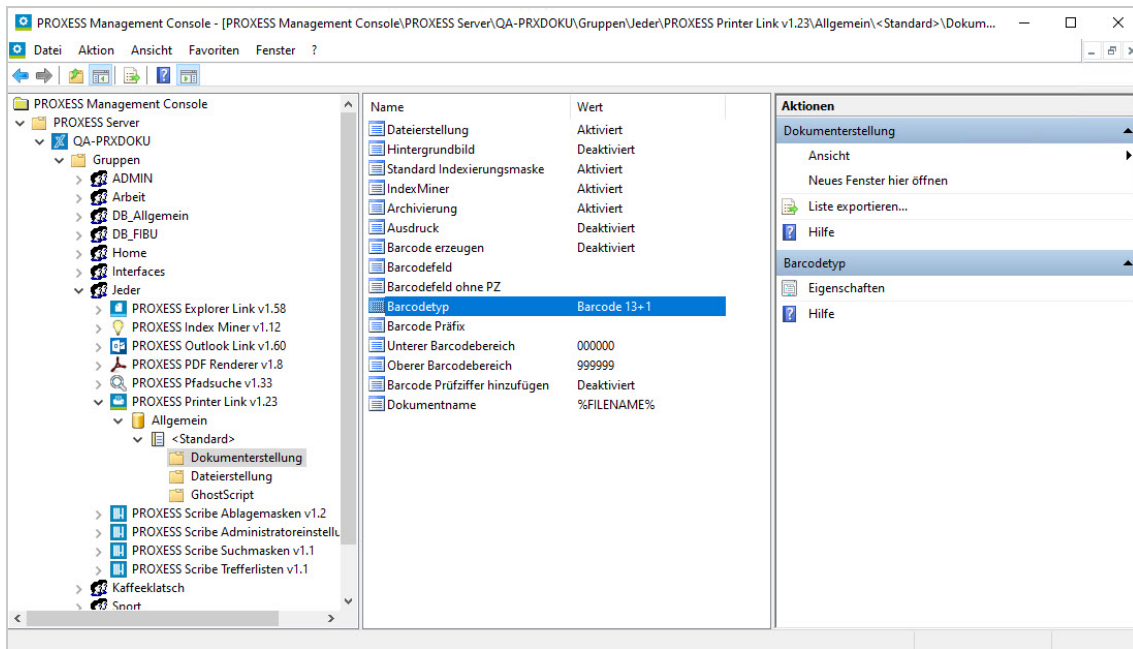 PROXESS Management Console - [PROXESS Management Console\PROXESS Server\QA-PRXDOKU\Gruppen\Jeder\PROXESS Printer Link v1.23\Allgemein\<Standard>\Dokum...
Datei Aktion Ansicht Favoriten Fenster ?
PROXESS Management Console
PROXESS Server
QA-PRXDOKU
Gruppen
ADMIN
Arbeit
DB_Allgemein
DB_FIBU
Home
Interfaces
Jeder
PROXESS Explorer Link v1.58
PROXESS Index Miner v1.12
PROXESS Outlook Link v1.60
PROXESS PDF Renderer v1.8
PROXESS Pfadsuche v1.33
PROXESS Printer Link v1.23
Allgemein
<Standard>
Dokumenterstellung
Dateierstellung
GhostScript
PROXESS Scribe Ablagemasken v1.2
PROXESS Scribe Administratoreinstellu
PROXESS Scribe Suchmasken v1.1
PROXESS Scribe Trefferlisten v1.1
Kaffeeklatsch
Sport
Name Wert
Dateierstellung Aktiviert
Hintergrundbild Deaktiviert
Standard Indexierungsmaske Aktiviert
IndexMiner Aktiviert
Archivierung Aktiviert
Ausdruck Deaktiviert
Barcode erzeugen Deaktiviert
Barcodefeld
Barcodefeld ohne PZ
Barcodetyp Barcode 13+1
Barcode Präfix
Unterer Barcodebereich 000000
Oberer Barcodebereich 999999
Barcode Prüfziffer hinzufügen Deaktiviert
Dokumentname %FILENAME%
Aktionen
Dokumenterstellung
Ansicht
Neues Fenster hier öffnen
Liste exportieren...
Hilfe
Barcodetyp
Eigenschaften
Hilfe